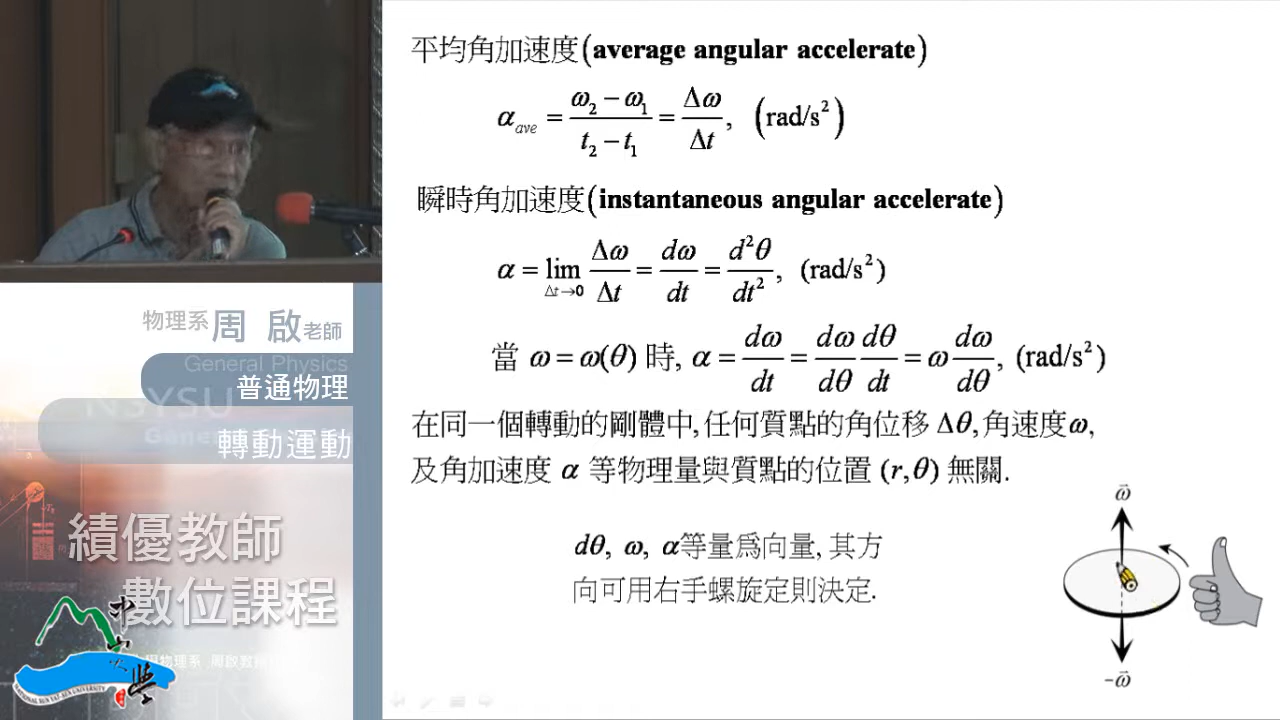 物理系 周 啟 老師
General Physics
普通物理
NSYSU
轉動運動
績優教師
數位課程
NATIONAL SUN YAT-SEN UNIVERSITY
平均角加速度(average angular accelerate)
α_ave = (ω₂ − ω₁)/(t₂ − t₁) = Δω/Δt, (rad/s²)
瞬時角加速度(instantaneous angular accelerate)
α = lim_{Δt→0} Δω/Δt = dω/dt = d²θ/dt², (rad/s²)
當 ω = ω(θ) 時, α = dω/dt = dω/dθ dθ/dt = ω dω/dθ, (rad/s²)
在同一個轉動的剛體中, 任何質點的角位移 Δθ, 角速度ω,
及角加速度 α 等物理量與質點的位置 (r,θ) 無關.
dθ, ω, α等量為向量, 其方
向可用右手螺旋定則決定.
ω⃗
-ω⃗